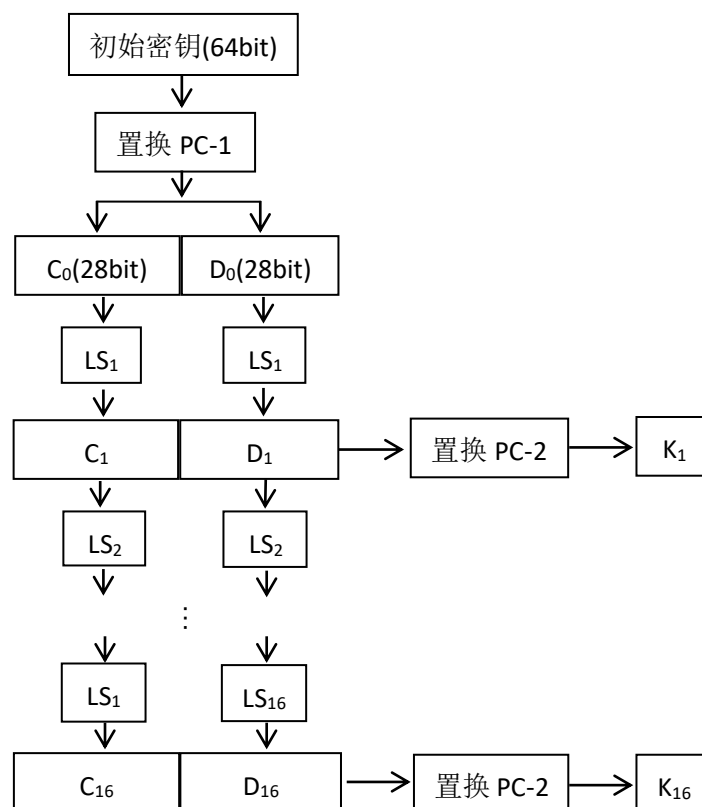 初始密钥(64bit)
置换 PC-1
C₀(28bit) D₀(28bit)
LS₁ LS₁
C₁ D₁ 置换 PC-2 K₁
LS₂ LS₂
⋮
LS₁ LS₁₆
C₁₆ D₁₆ 置换 PC-2 K₁₆